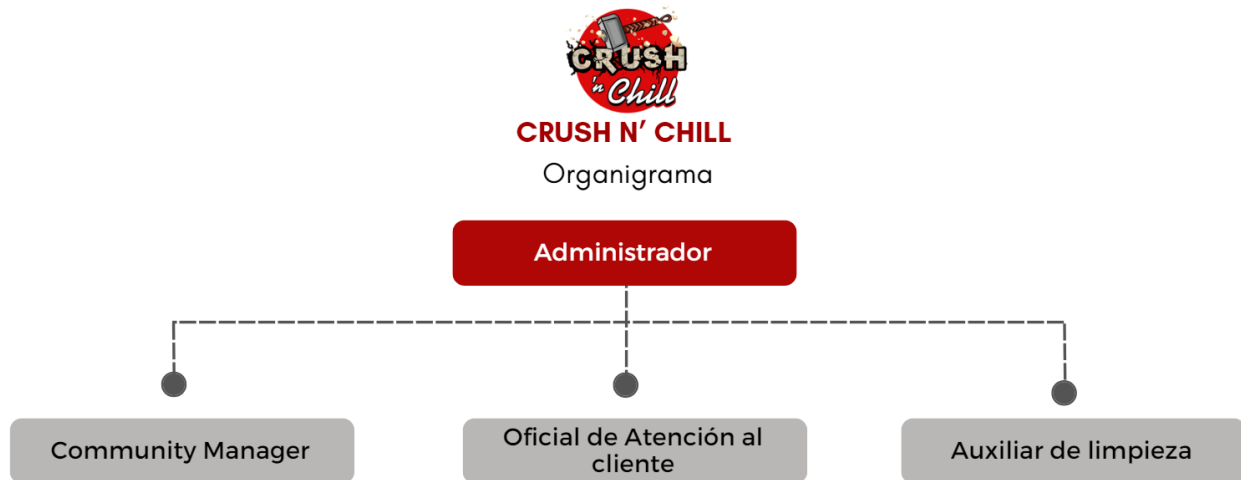 CRUSH
'n Chill
CRUSH N’ CHILL
Organigrama
Administrador
Community Manager
Oficial de Atención al
cliente
Auxiliar de limpieza